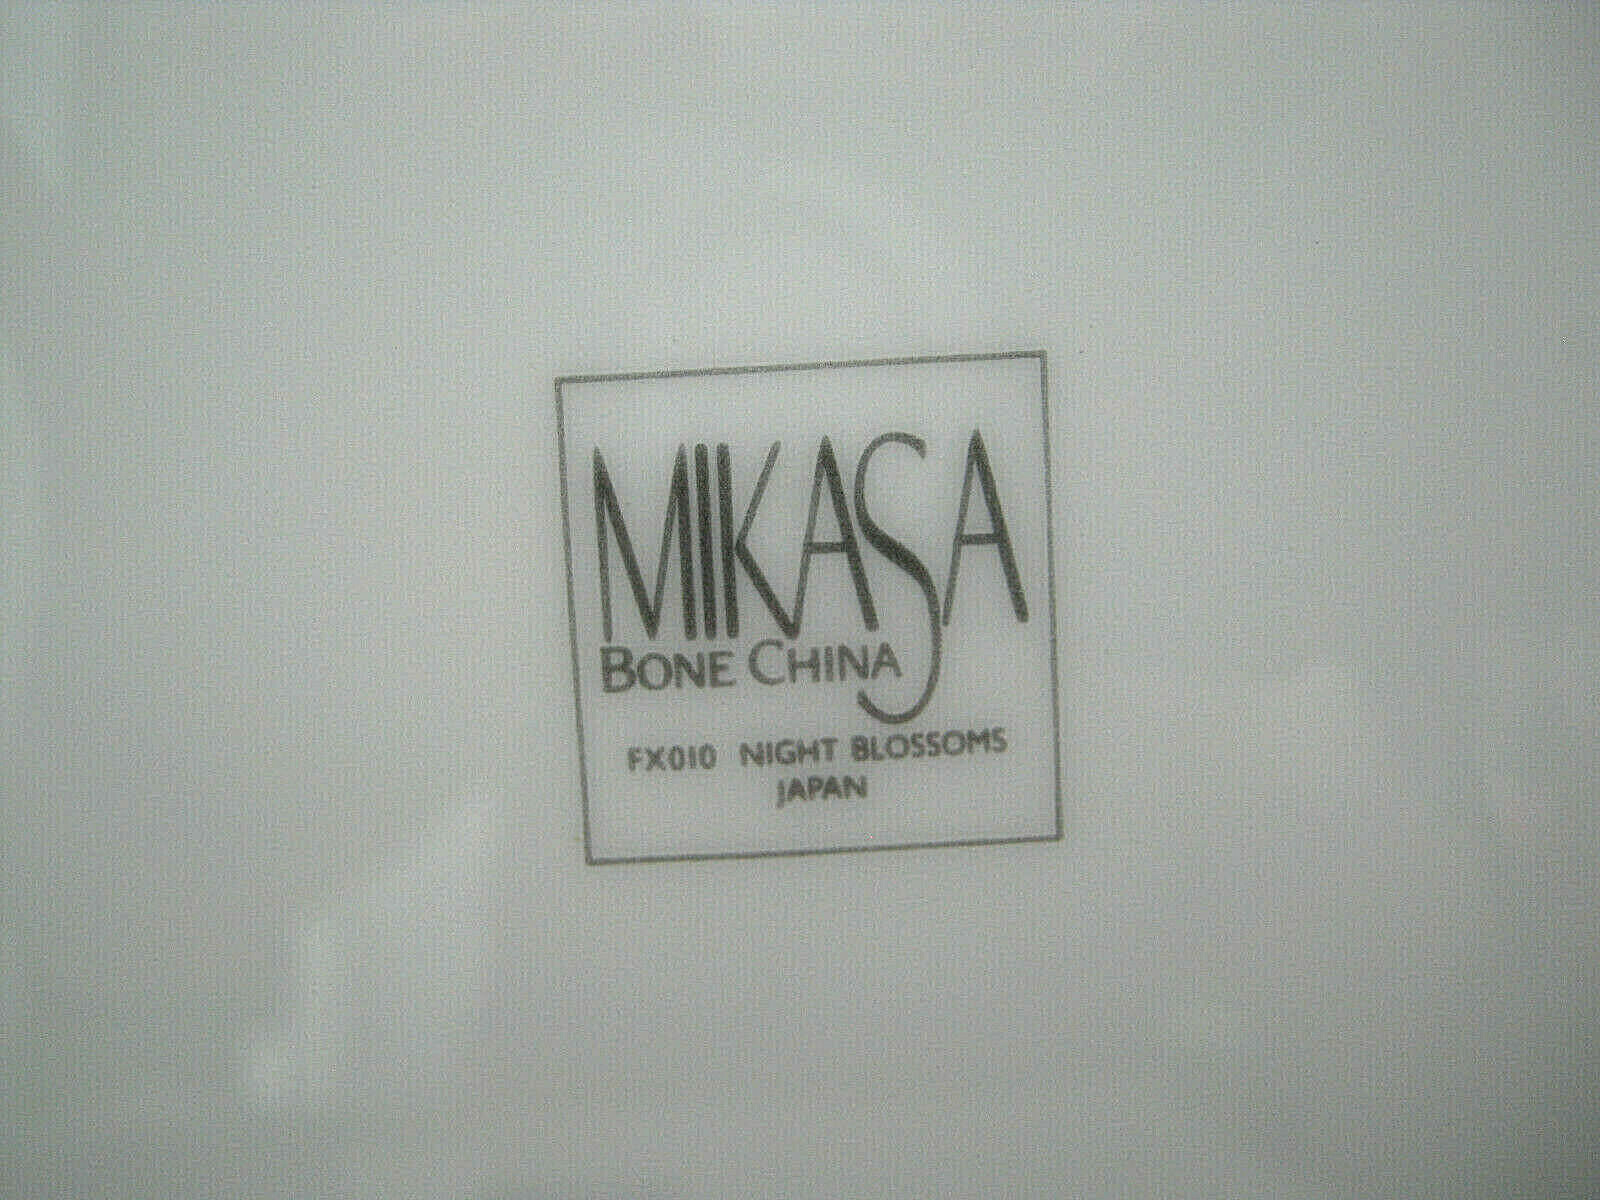 MIKASA
BONE CHINA
FX010 NIGHT BLOSSOMS
JAPAN